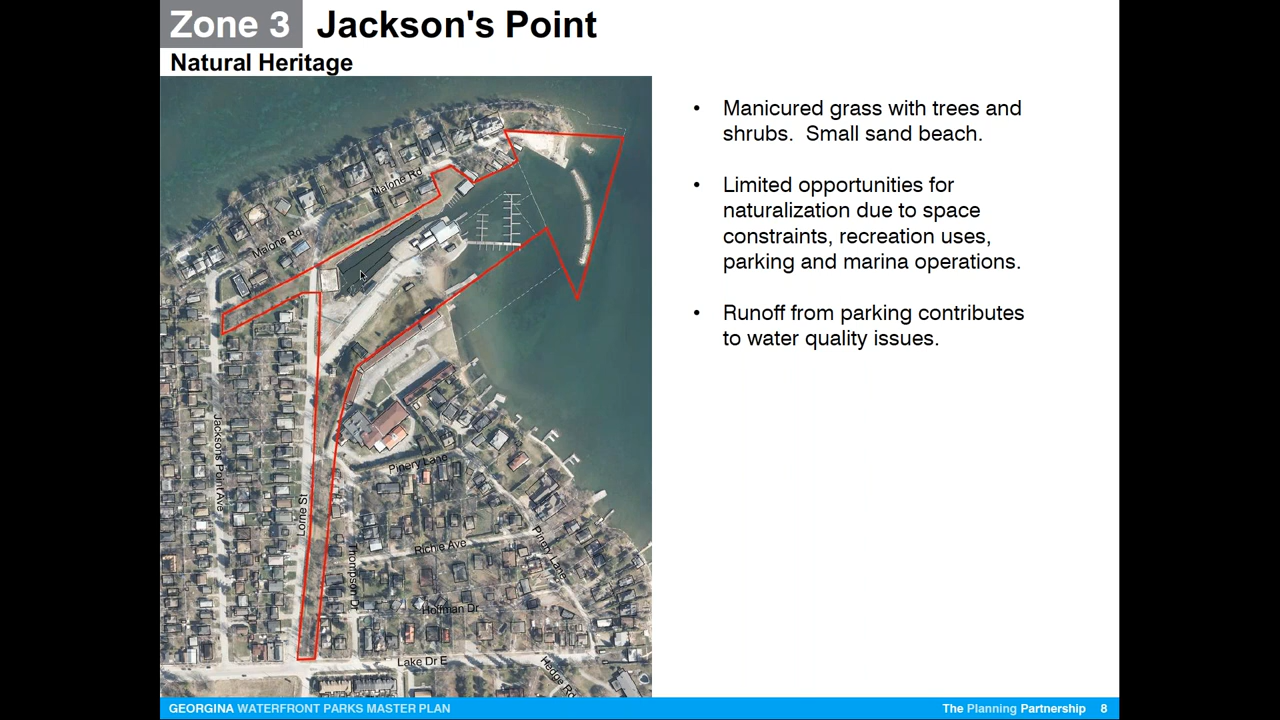 Zone 3 Jackson's Point
Natural Heritage
• Manicured grass with trees and
shrubs. Small sand beach.
• Limited opportunities for
naturalization due to space
constraints, recreation uses,
parking and marina operations.
• Runoff from parking contributes
to water quality issues.
Malone Rd
Malone Rd
Jacksons Point Ave
Lorne St
Pinery Lane
Richie Ave
Pinery Lane
Thompson Dr
Hoffman Dr
Lake Dr E
Hedge Rd
GEORGINA WATERFRONT PARKS MASTER PLAN
The Planning Partnership 8